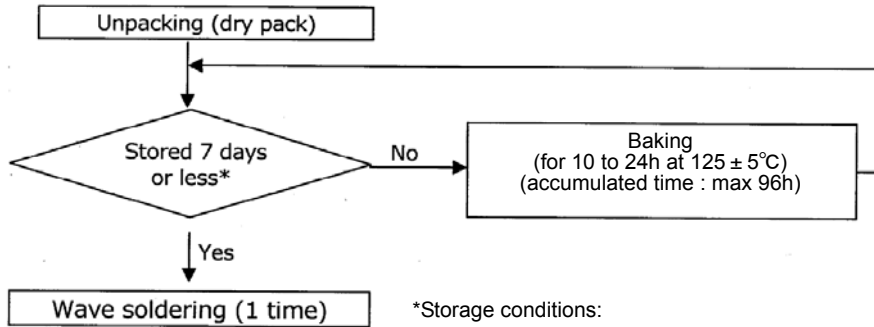 Unpacking (dry pack)
Stored 7 days
or less*
No
Baking
(for 10 to 24h at 125 ± 5℃)
(accumulated time : max 96h)
Yes
Wave soldering (1 time)
*Storage conditions: